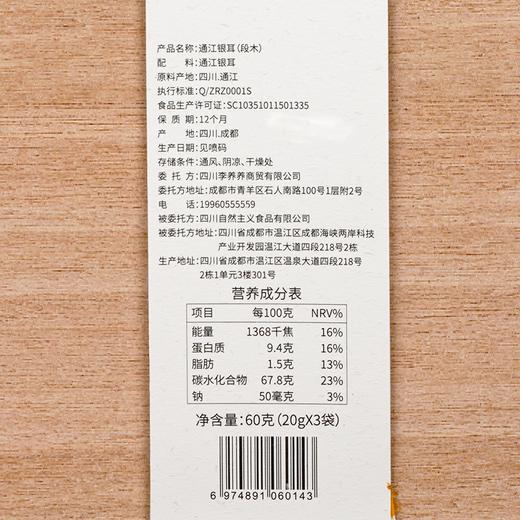 产品名称：通江银耳（段木）
配　　料：通江银耳
原料产地：四川.通江
执行标准：Q/ZRZ0001S
食品生产许可证：SC10351011501335
保 质 期：12个月
产　　地：四川.成都
生产日期：见喷码
存储条件：通风、阴凉、干燥处
委 托 方：四川李养养商贸有限公司
委托方地址：成都市青羊区石人南路100号1层附2号
电　　话：19960555559
被委托方：四川自然主义食品有限公司
被委托方地址：四川省成都市温江区成都海峡两岸科技
产业开发园温江大道四段218号2栋
生产地址：四川省成都市温江区温泉大道四段218号
2栋1单元3楼301号
营养成分表
项目 每100克 NRV%
能量 1368千焦 16%
蛋白质 9.4克 16%
脂肪 1.5克 13%
碳水化合物 67.8克 23%
钠 50毫克 3%
净含量：60克（20gX3袋）
6 974891 060143